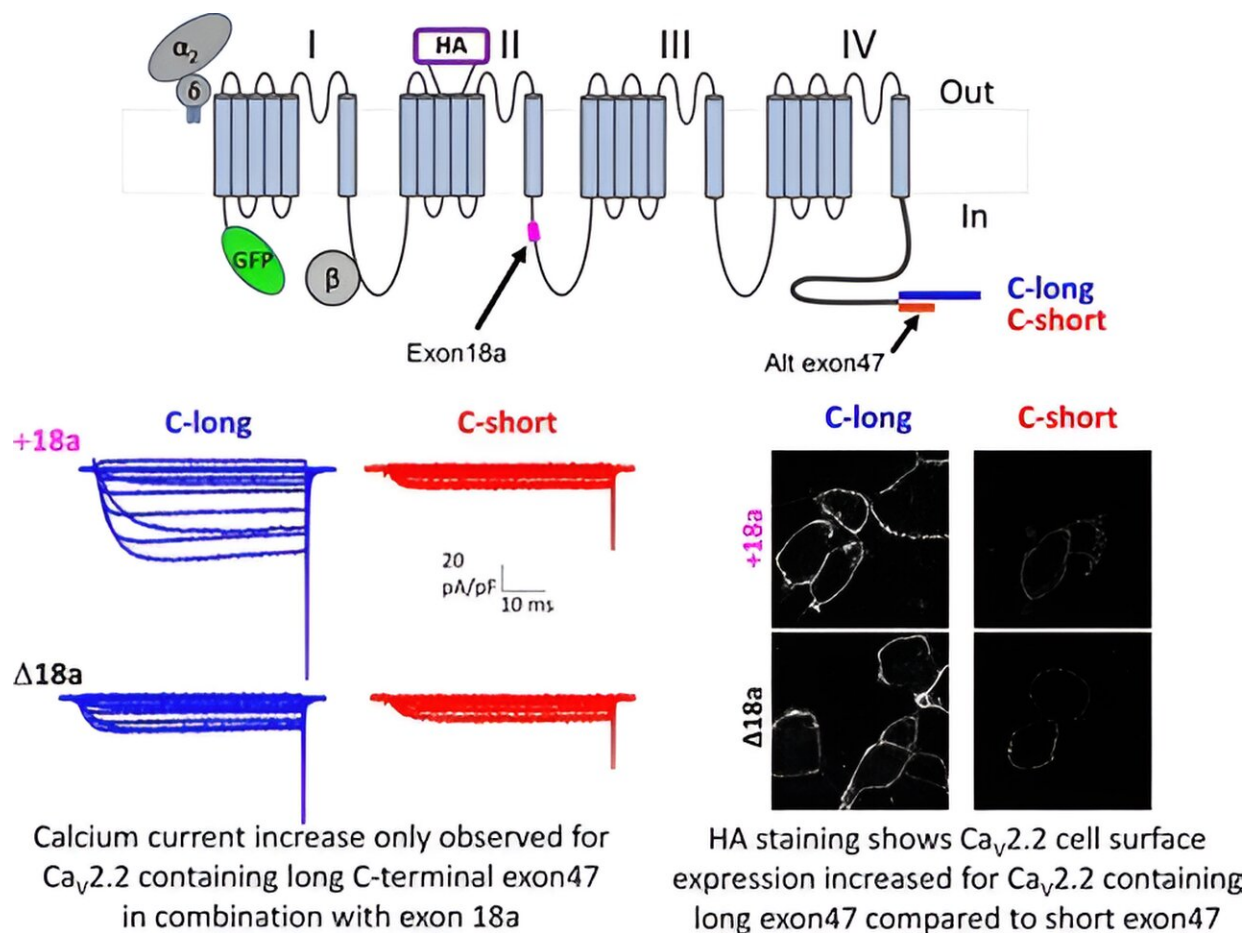 α2
δ
I
HA
II
III
IV
Out
In
GFP
β
Exon18a
C-long
C-short
Alt exon47
C-long
C-short
+18a
20
pA/pF
10 ms
Δ18a
C-long
C-short
+18a
Δ18a
Calcium current increase only observed for
CaV2.2 containing long C-terminal exon47
in combination with exon 18a
HA staining shows CaV2.2 cell surface
expression increased for CaV2.2 containing
long exon47 compared to short exon47